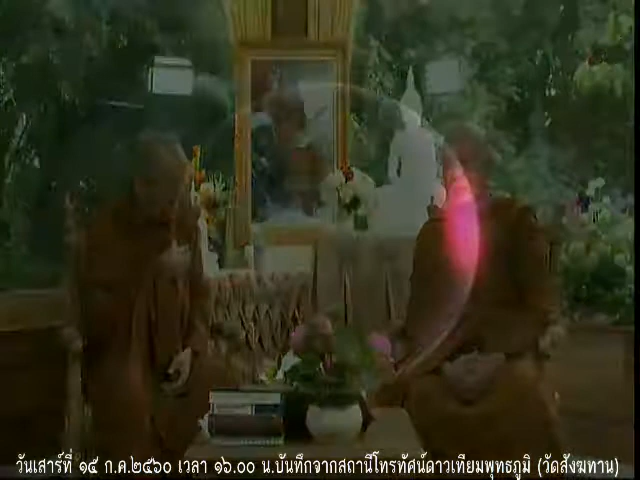 วันเสาร์ที่ ๑๕ ก.ค.๒๕๖๐ เวลา ๑๖.๐๐ น.บันทึกจากสถานีโทรทัศน์ดาวเทียมพุทธภูมิ (วัดสังฆทาน)